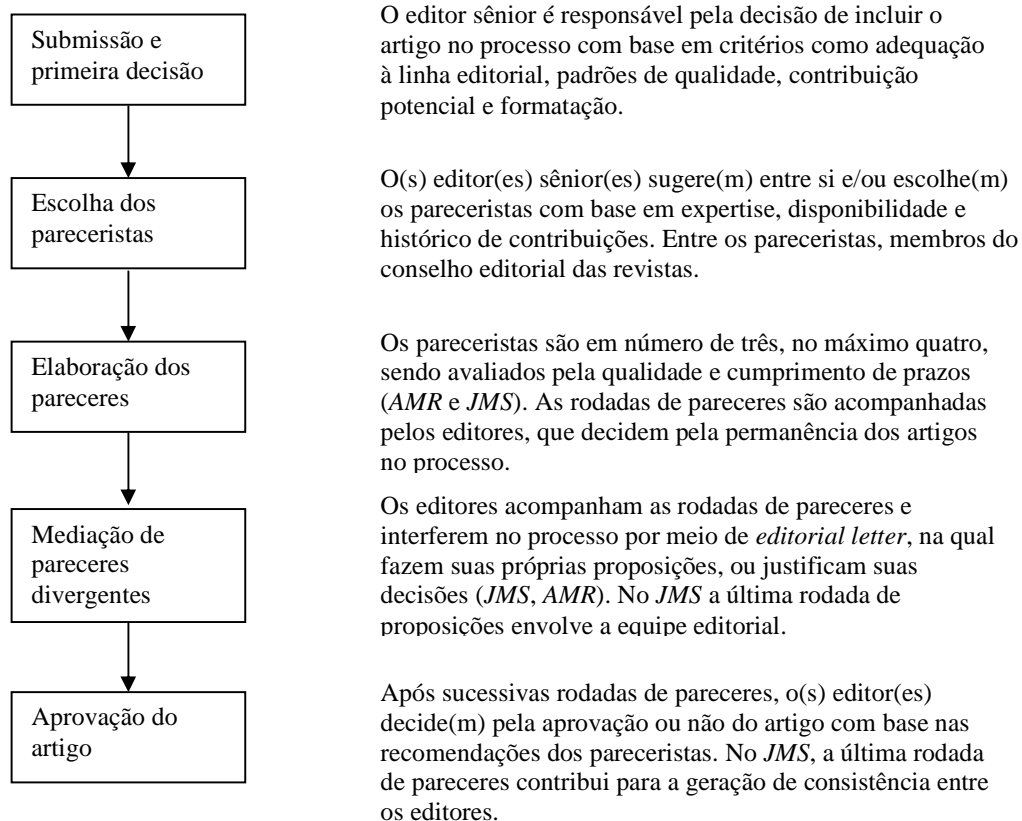 Submissão e
primeira decisão
O editor sênior é responsável pela decisão de incluir o
artigo no processo com base em critérios como adequação
à linha editorial, padrões de qualidade, contribuição
potencial e formatação.
Escolha dos
pareceristas
O(s) editor(es) sênior(es) sugere(m) entre si e/ou escolhe(m)
os pareceristas com base em expertise, disponibilidade e
histórico de contribuições. Entre os pareceristas, membros do
conselho editorial das revistas.
Elaboração dos
pareceres
Os pareceristas são em número de três, no máximo quatro,
sendo avaliados pela qualidade e cumprimento de prazos
(AMR e JMS). As rodadas de pareceres são acompanhadas
pelos editores, que decidem pela permanência dos artigos
no processo.
Mediação de
pareceres
divergentes
Os editores acompanham as rodadas de pareceres e
interferem no processo por meio de editorial letter, na qual
fazem suas próprias proposições, ou justificam suas
decisões (JMS, AMR). No JMS a última rodada de
proposições envolve a equipe editorial.
Aprovação do
artigo
Após sucessivas rodadas de pareceres, o(s) editor(es)
decide(m) pela aprovação ou não do artigo com base nas
recomendações dos pareceristas. No JMS, a última rodada
de pareceres contribui para a geração de consistência entre
os editores.